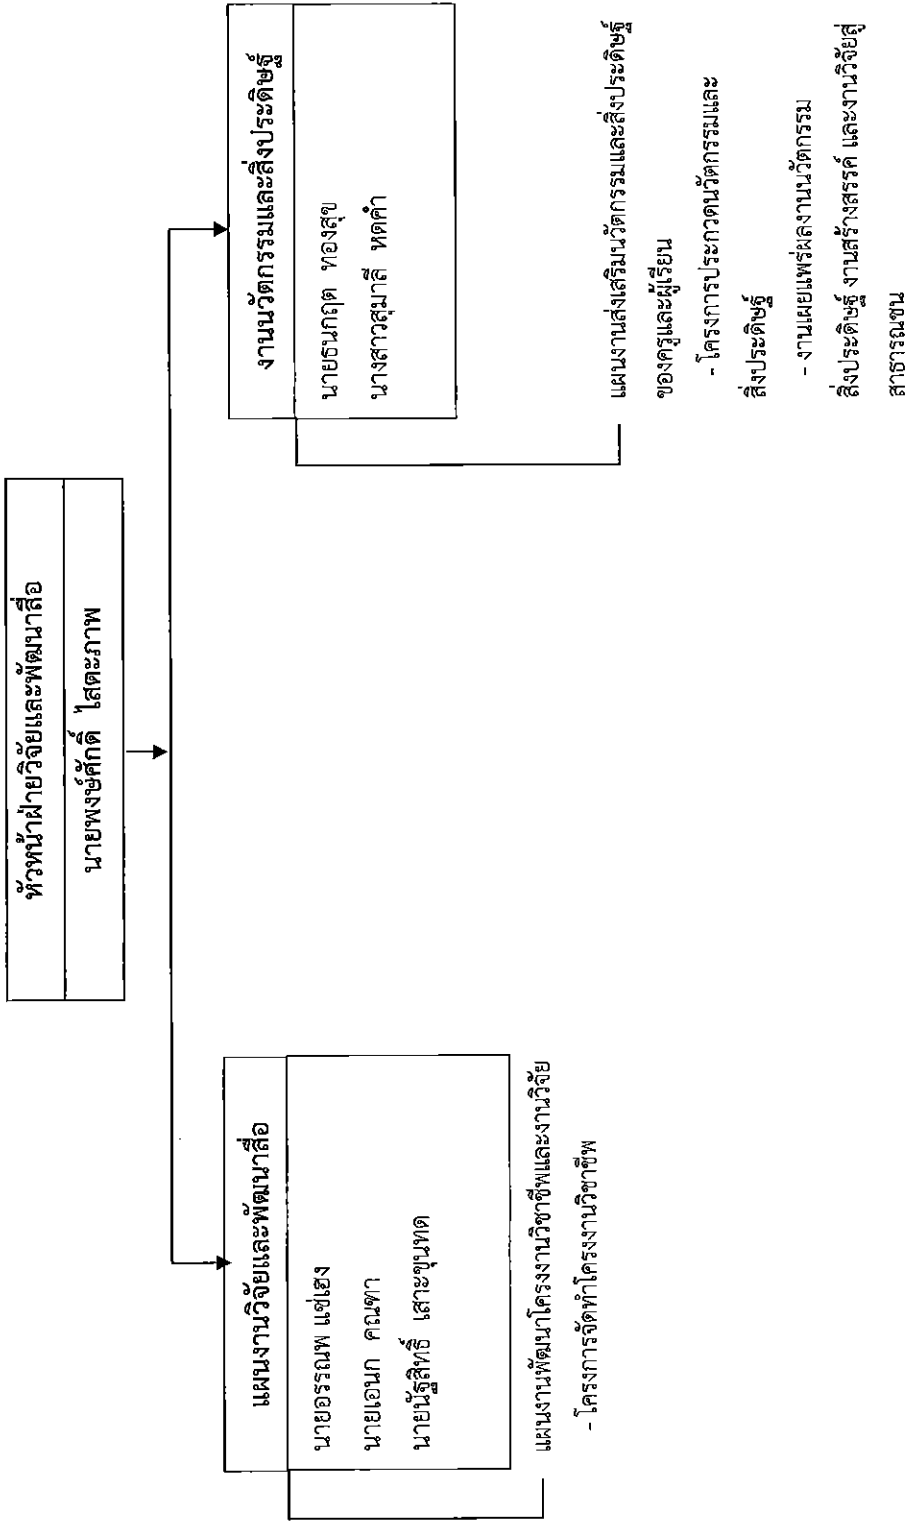 หัวหน้าฝ่ายวิจัยและพัฒนาสื่อ
นายพงษ์ศักดิ์ ไสตะภาพ
แผนงานวิจัยและพัฒนาสื่อ
นายอรรณพ แซ่เฮง
นายเอนก คณฑา
นายนัฐสิทธิ์ เสาะขุนทด
แผนงานพัฒนาโครงงานวิชาชีพและงานวิจัย
- โครงการจัดทำโครงงานวิชาชีพ
งานนวัตกรรมและสิ่งประดิษฐ์
นายธนกฤต ทองสุข
นางสาวสุมาลี หดคำ
แผนงานส่งเสริมนวัตกรรมและสิ่งประดิษฐ์
ของครูและผู้เรียน
- โครงการประกวดนวัตกรรมและ
สิ่งประดิษฐ์
- งานเผยแพร่ผลงานนวัตกรรม
สิ่งประดิษฐ์ งานสร้างสรรค์ และงานวิจัยสู่
สาธารณชน